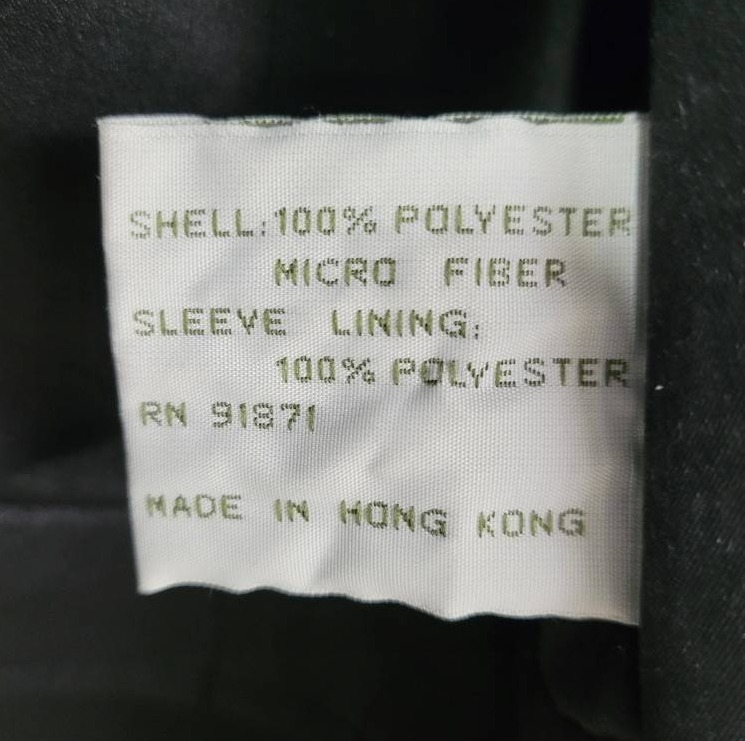 SHELL:100% POLYESTER
MICRO FIBER
SLEEVE LINING:
100% POLYESTER
RN 91871
MADE IN HONG KONG